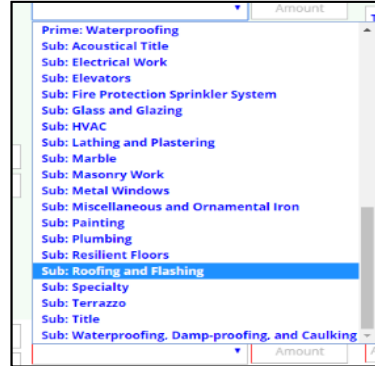 Amount
Prime: Waterproofing
Sub: Acoustical Title
Sub: Electrical Work
Sub: Elevators
Sub: Fire Protection Sprinkler System
Sub: Glass and Glazing
Sub: HVAC
Sub: Lathing and Plastering
Sub: Marble
Sub: Masonry Work
Sub: Metal Windows
Sub: Miscellaneous and Ornamental Iron
Sub: Painting
Sub: Plumbing
Sub: Resilient Floors
Sub: Roofing and Flashing
Sub: Specialty
Sub: Terrazzo
Sub: Title
Sub: Waterproofing, Damp-proofing, and Caulking
Amount